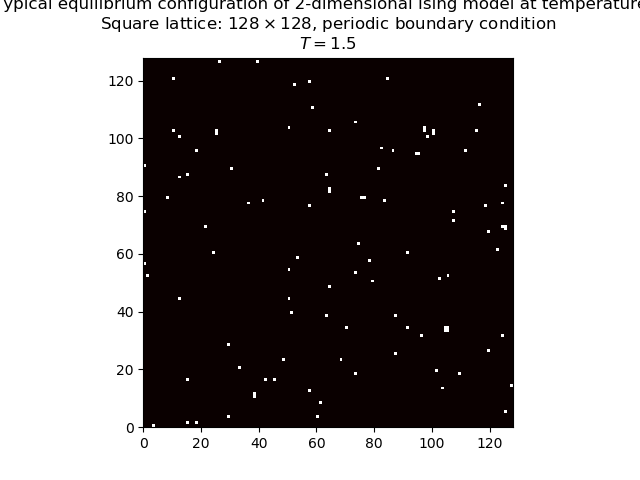 ypical equilibrium configuration of 2-dimensional Ising model at temperature
Square lattice: 128 × 128, periodic boundary condition
T = 1.5
120
100
80
60
40
20
0
0 20 40 60 80 100 120